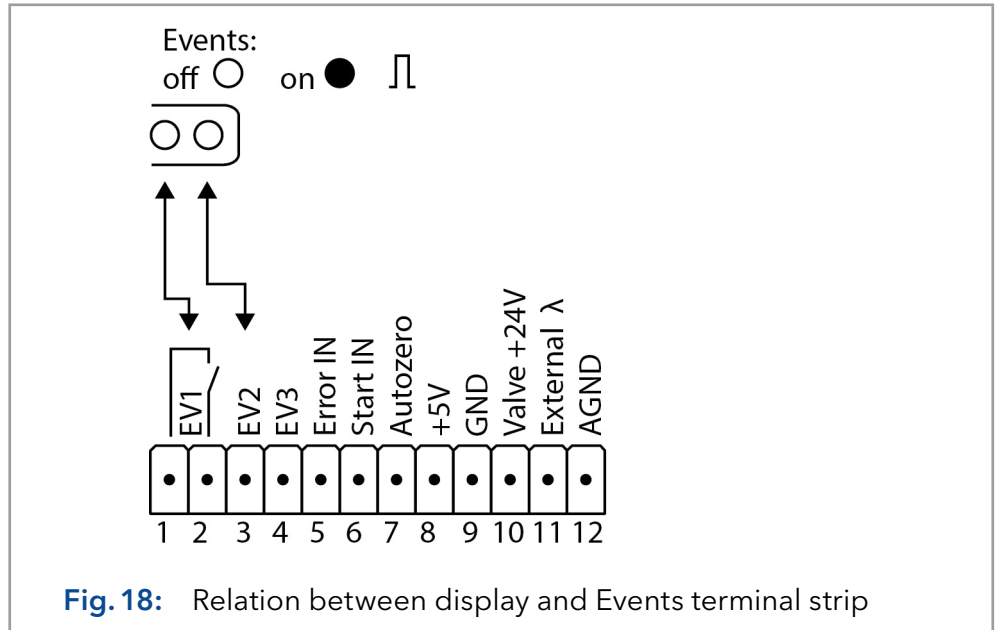 Events:
off on
EV1
EV2
EV3
Error IN
Start IN
Autozero
+5V
GND
Valve +24V
External λ
AGND
1 2 3 4 5 6 7 8 9 10 11 12
Fig. 18: Relation between display and Events terminal strip